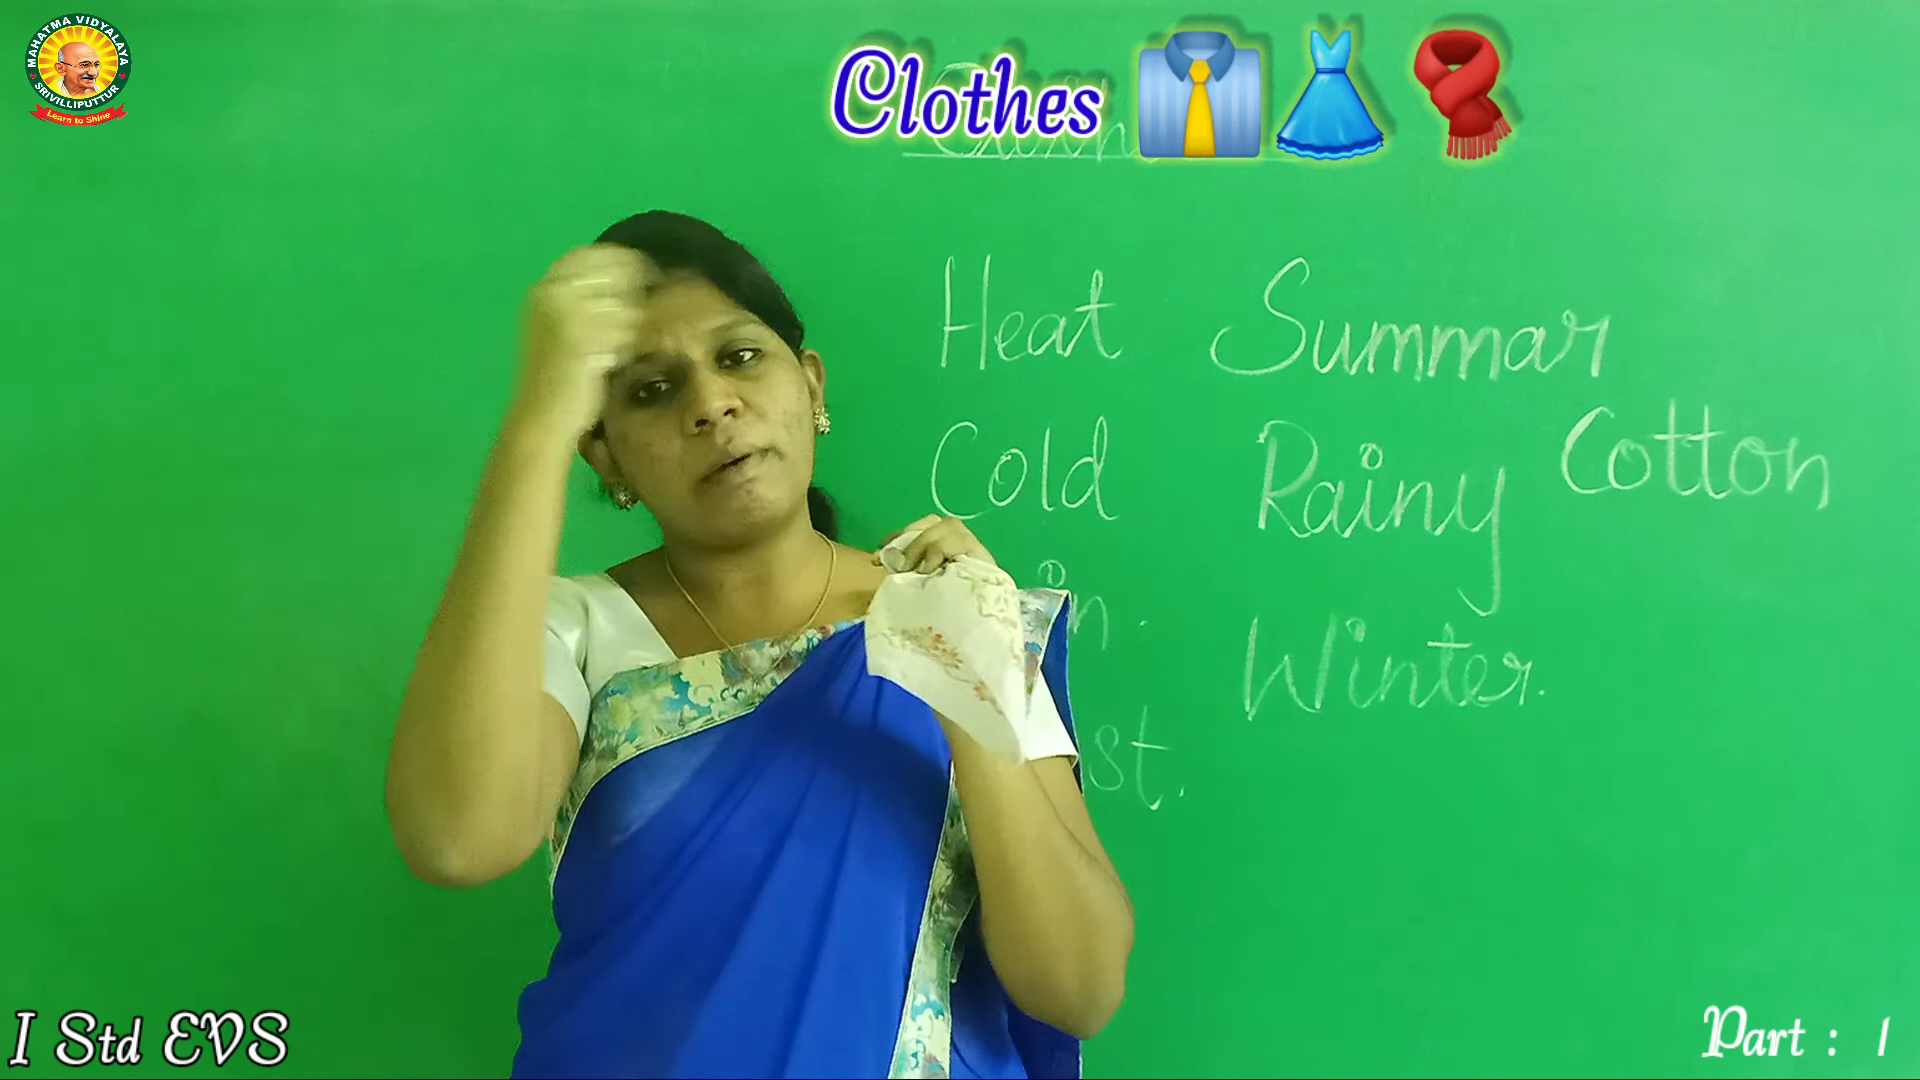 MAHATMA VIDYALAYA
SRIVILLIPUTTUR
Learn to Shine
Clothes
Heat Summar
Cold Rainy Cotton
Winter.
I Std EVS
Part : 1